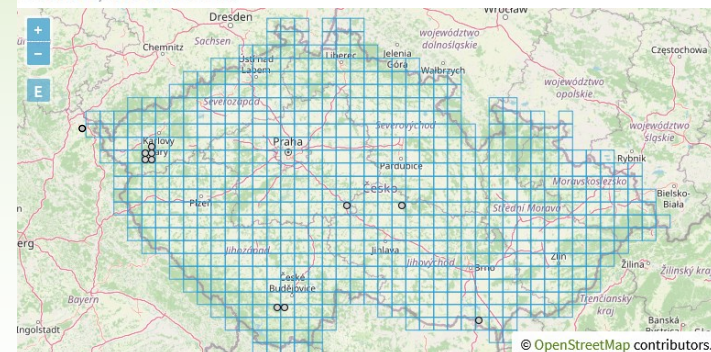 +
−
E
Dresden
Wrocław
Chemnitz
Sachsen
województwo
dolnośląskie
Częstochowa
Liberec
Jelenia
Góra
Ústí nad
Labem
Wałbrzych
województwo
opolskie
Severozápad
Severovýchod
województwo
śląskie
Karlovy
Vary
Praha
Pardubice
Rybnik
Moravskoslezsko
Bielsko-
Biała
Česko
Plzeň
Střední Morava
Jihozápad
Jihlava
Jihovýchod
Brno
Zlín
Žilina
Žilinský kraj
České
Budějovice
Bayern
Trenčiansky
kraj
Ingolstadt
Banská
© OpenStreetMap contributors.